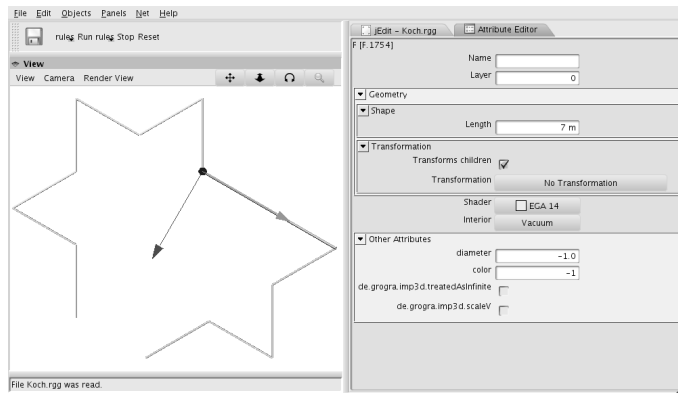 File Edit Objects Panels Net Help
rules Run rules Stop Reset
View
View Camera Render View
File Koch.rgg was read.
jEdit - Koch.rgg
Attribute Editor
F [F.1754]
Name
Layer 0
Geometry
Shape
Length 7 m
Transformation
Transforms children
Transformation No Transformation
Shader EGA 14
Interior Vacuum
Other Attributes
diameter -1.0
color -1
de.grogra.imp3d.treatedAsInfinite
de.grogra.imp3d.scaleV